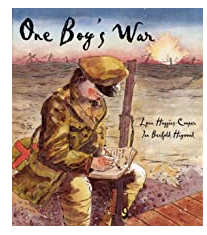 One Boy's War
Lynn Huggins-Cooper
Ian Benfold Haywood